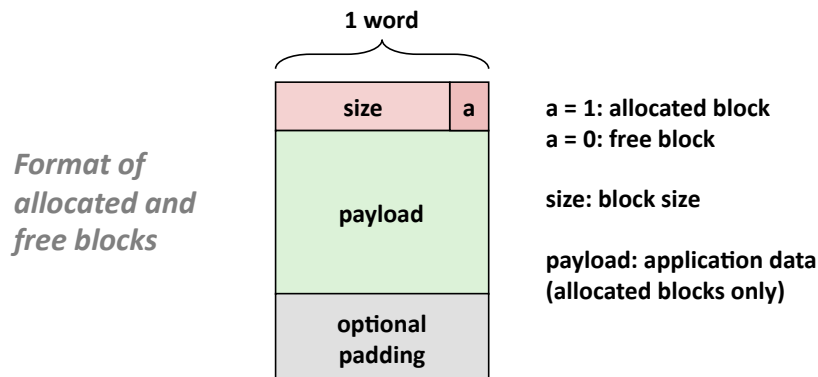 1 word
size
a
payload
optional
padding
Format of
allocated and
free blocks
a = 1: allocated block
a = 0: free block
size: block size
payload: application data
(allocated blocks only)